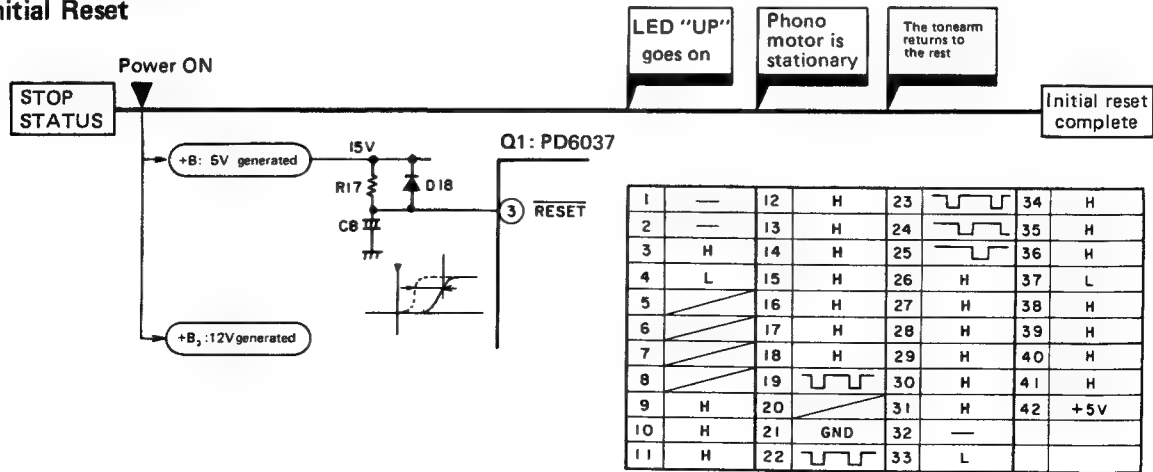 nitial Reset
STOP
STATUS
Power ON
LED "UP"
goes on
Phono
motor is
stationary
The tonearm
returns to
the rest
Initial reset
complete
+B: 5V generated
15V
R17
D18
C8
Q1: PD6037
3 RESET
+B, :12V generated
1 — 12 H 23 34 H
2 — 13 H 24 35 H
3 H 14 H 25 36 H
4 L 15 H 26 H 37 L
5 16 H 27 H 38 H
6 17 H 28 H 39 H
7 18 H 29 H 40 H
8 19 30 H 41 H
9 H 20 31 H 42 +5V
10 H 21 GND 32 —
11 H 22 33 L